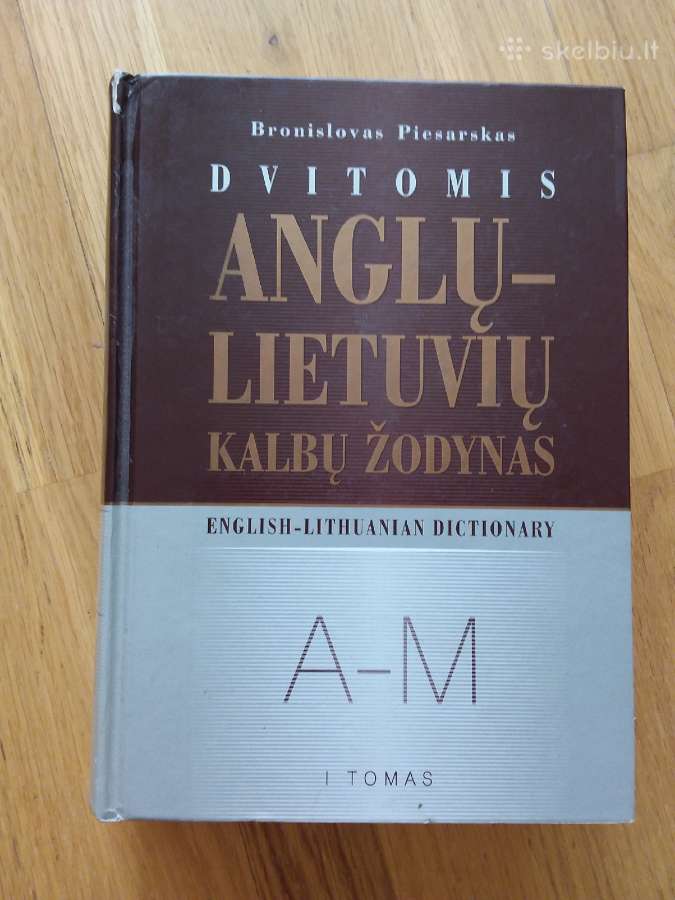 skelbiu.lt
Bronislovas Piesarskas
DVITOMIS
ANGLŲ–
LIETUVIŲ
KALBŲ ŽODYNAS
ENGLISH-LITHUANIAN DICTIONARY
A–M
I TOMAS